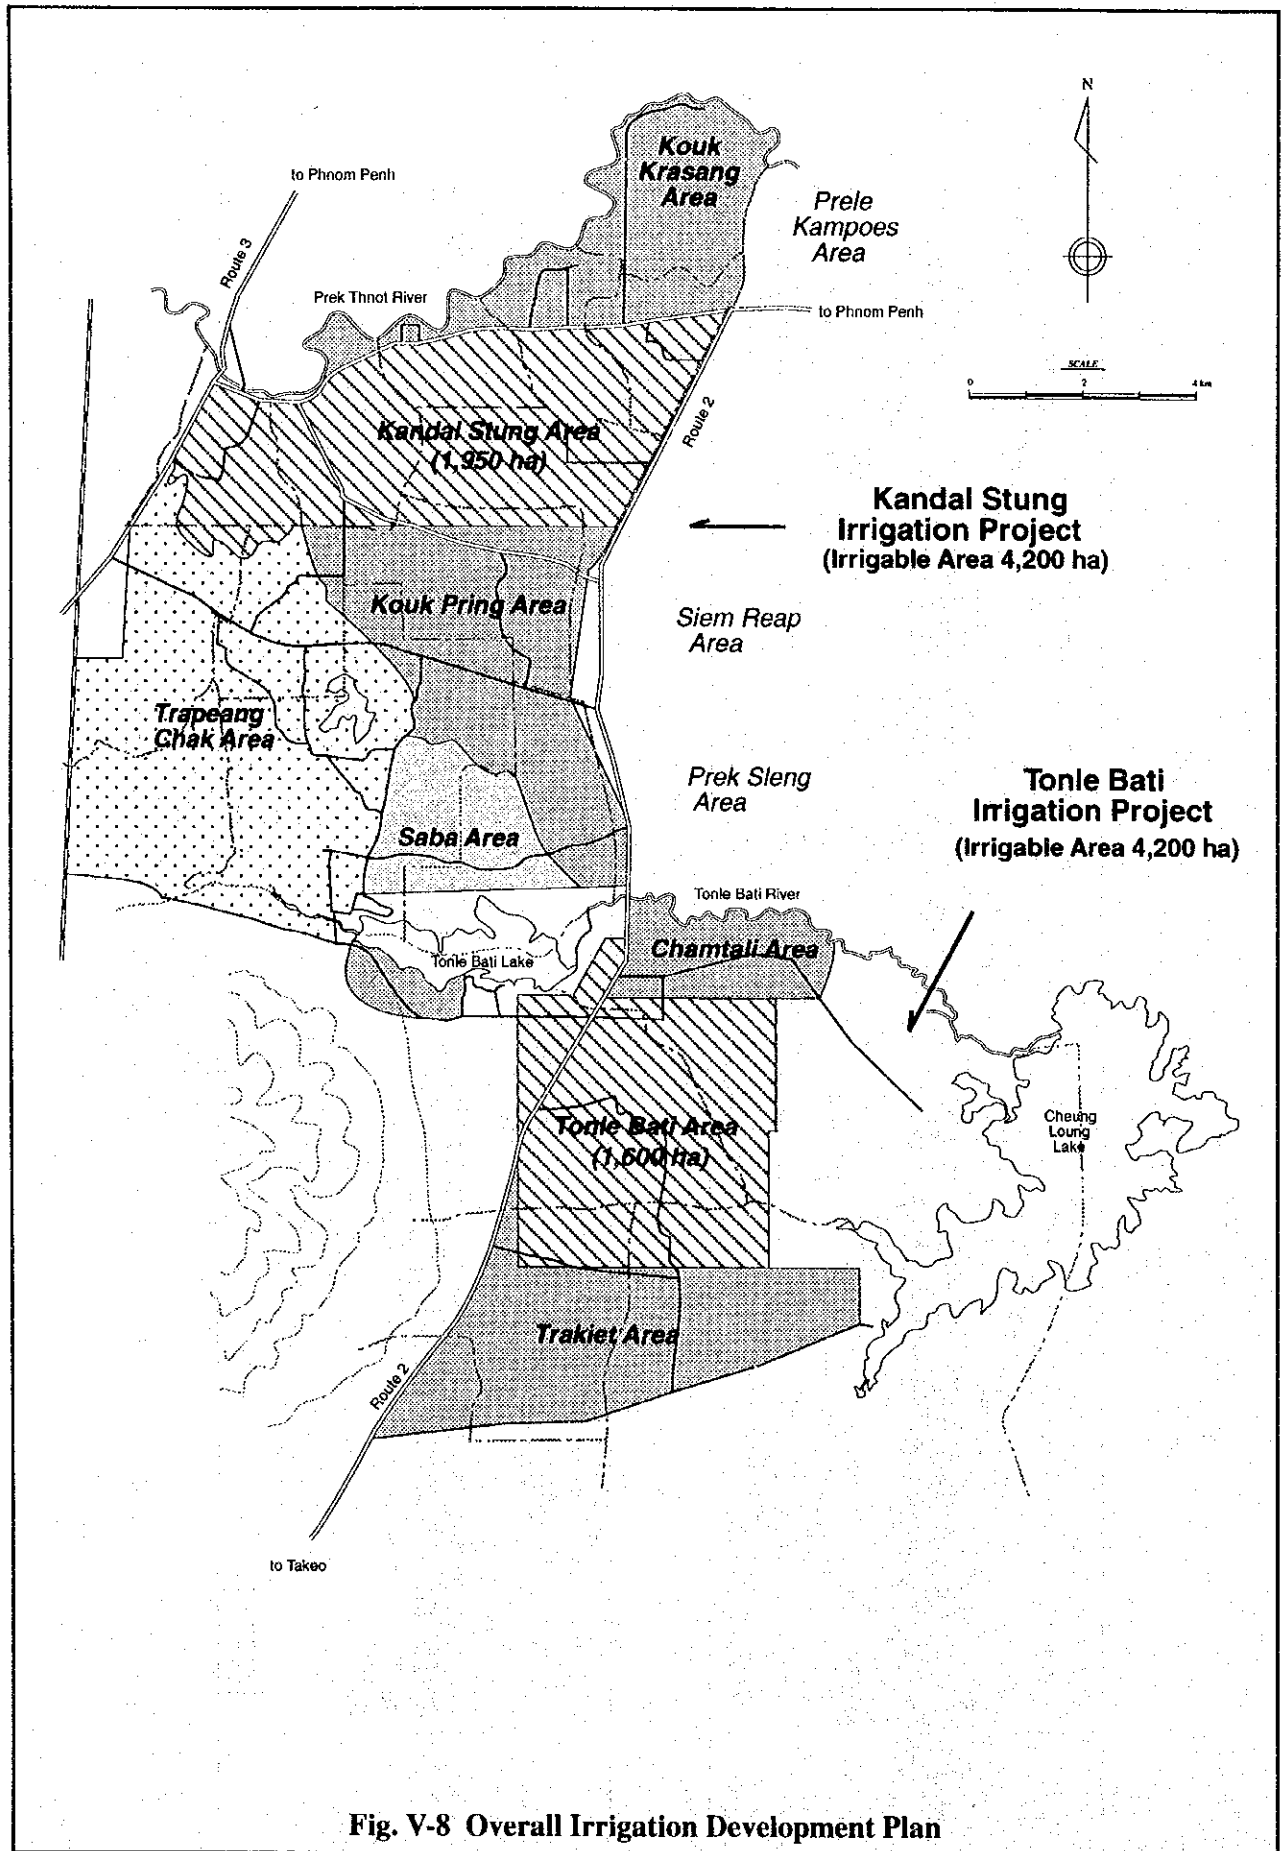 N
Kouk
Krasang
Area
to Phnom Penh
Prele
Kampoes
Area
Route 3
Prek Thnot River
to Phnom Penh
SCALE
0 2 4 km
Route 2
Kandal Stung Area
(1,950 ha)
Kandal Stung
Irrigation Project
(Irrigable Area 4,200 ha)
Kouk Pring Area
Siem Reap
Area
Trapeang
Chak Area
Prek Sleng
Area
Tonle Bati
Irrigation Project
(Irrigable Area 4,200 ha)
Saba Area
Tonle Bati River
Chamtali Area
Tonle Bati Lake
Tonle Bati Area
(1,600 ha)
Cheung
Loung
Lake
Trakiet Area
Route 2
to Takeo
Fig. V-8 Overall Irrigation Development Plan